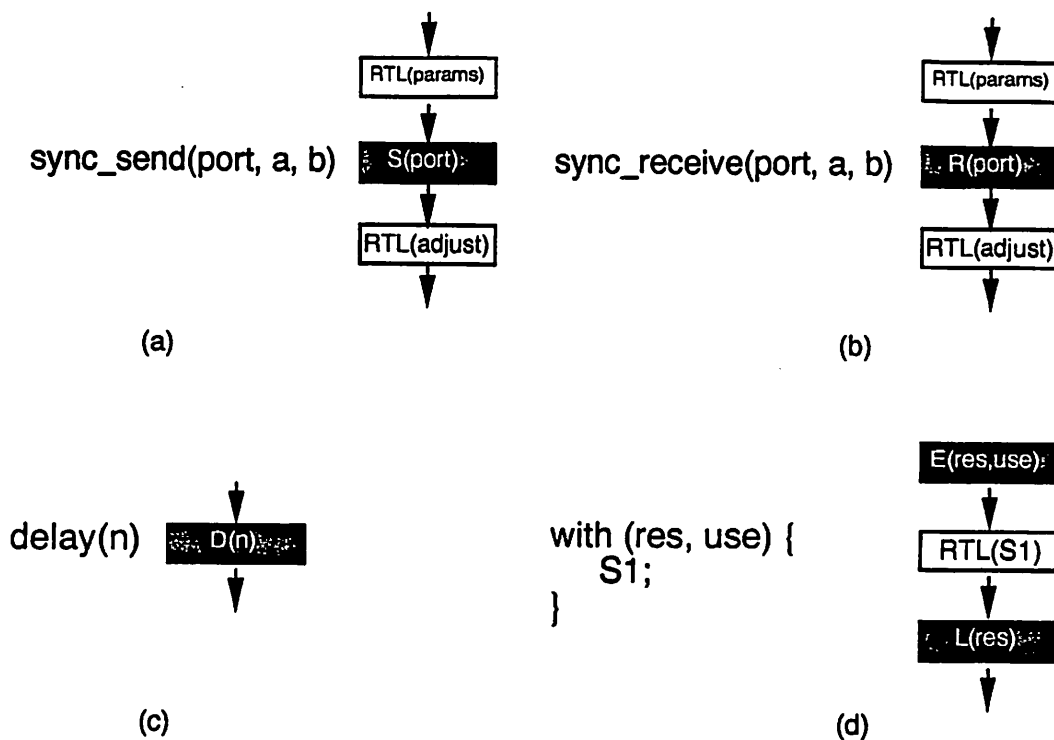 RTL(params)
sync_send(port, a, b)
S(port)
RTL(adjust)
(a)
RTL(params)
sync_receive(port, a, b)
R(port)
RTL(adjust)
(b)
delay(n)
D(n)
(c)
E(res,use)
with (res, use) {
S1;
}
RTL(S1)
L(res)
(d)